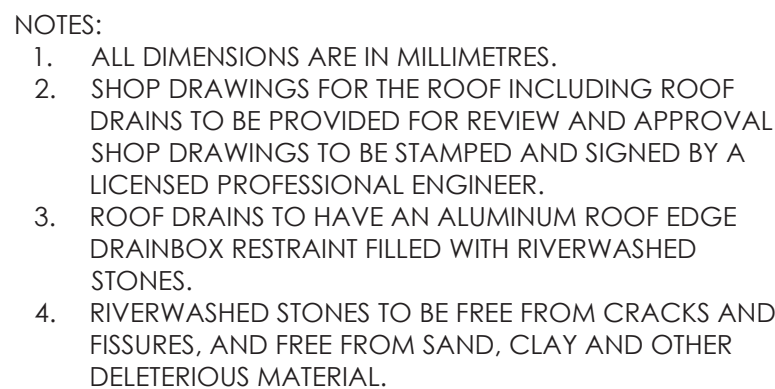 NOTES:
1. ALL DIMENSIONS ARE IN MILLIMETRES.
2. SHOP DRAWINGS FOR THE ROOF INCLUDING ROOF
DRAINS TO BE PROVIDED FOR REVIEW AND APPROVAL
SHOP DRAWINGS TO BE STAMPED AND SIGNED BY A
LICENSED PROFESSIONAL ENGINEER.
3. ROOF DRAINS TO HAVE AN ALUMINUM ROOF EDGE
DRAINBOX RESTRAINT FILLED WITH RIVERWASHED
STONES.
4. RIVERWASHED STONES TO BE FREE FROM CRACKS AND
FISSURES, AND FREE FROM SAND, CLAY AND OTHER
DELETERIOUS MATERIAL.